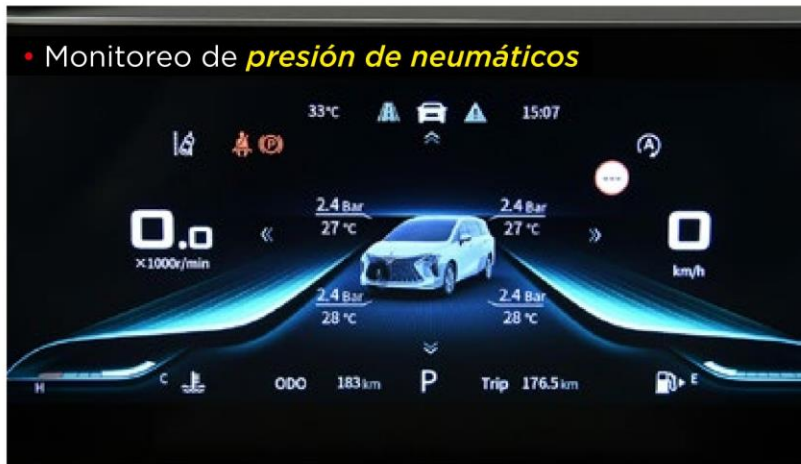 • Monitoreo de presión de neumáticos
33°C 15:07
P A
2.4 Bar 2.4 Bar
27 °C 27 °C
0.0 0
×1000r/min km/h
2.4 Bar 2.4 Bar
28 °C 28 °C
H C ODO 183 km P Trip 176.5 km E